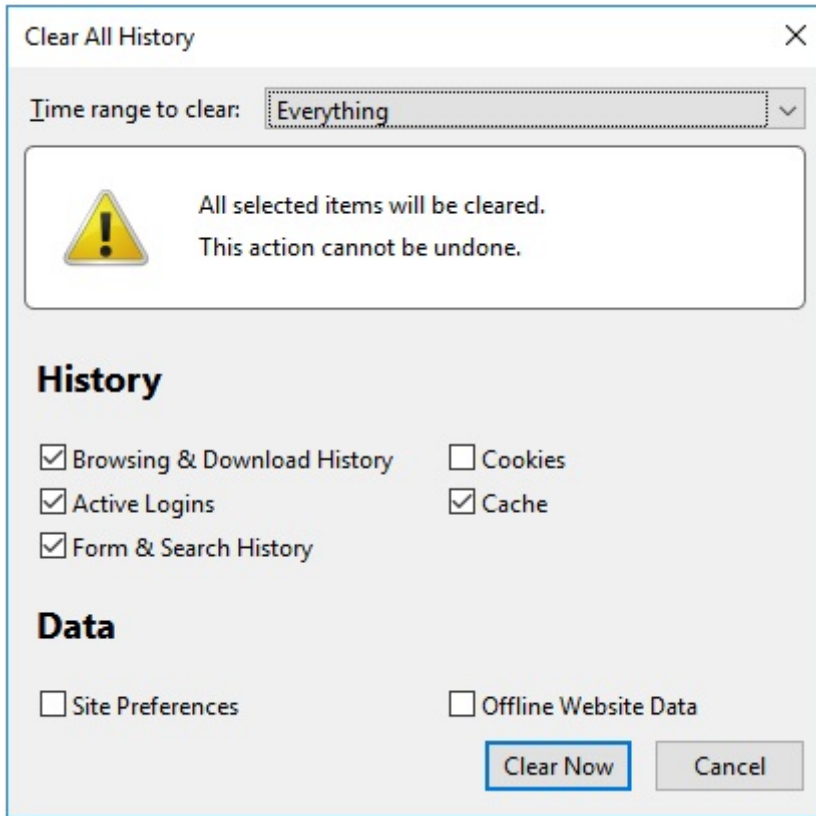 Clear All History
Time range to clear: Everything
All selected items will be cleared.
This action cannot be undone.
History
Browsing & Download History Cookies
Active Logins Cache
Form & Search History
Data
Site Preferences Offline Website Data
Clear Now Cancel